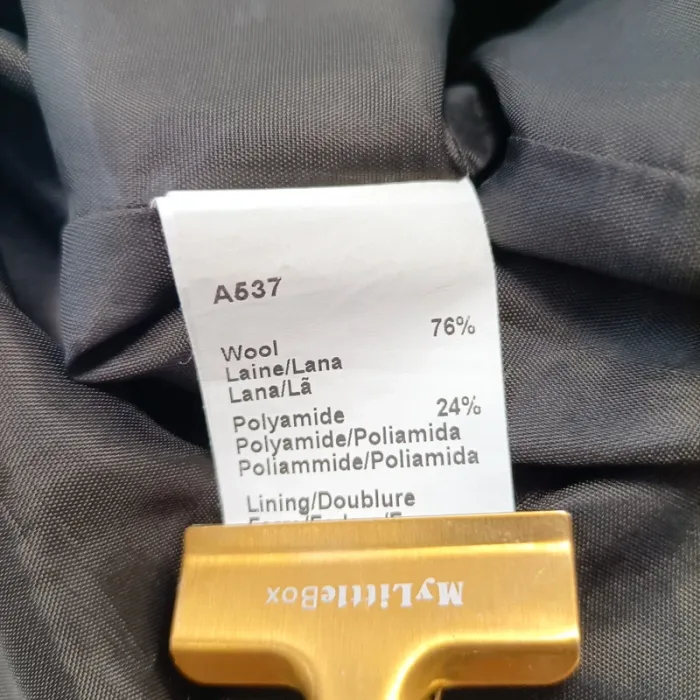 A537
Wool 76%
Laine/Lana
Lana/Lã
Polyamide 24%
Polyamide/Poliamida
Poliammide/Poliamida
Lining/Doublure
MyLittleBox